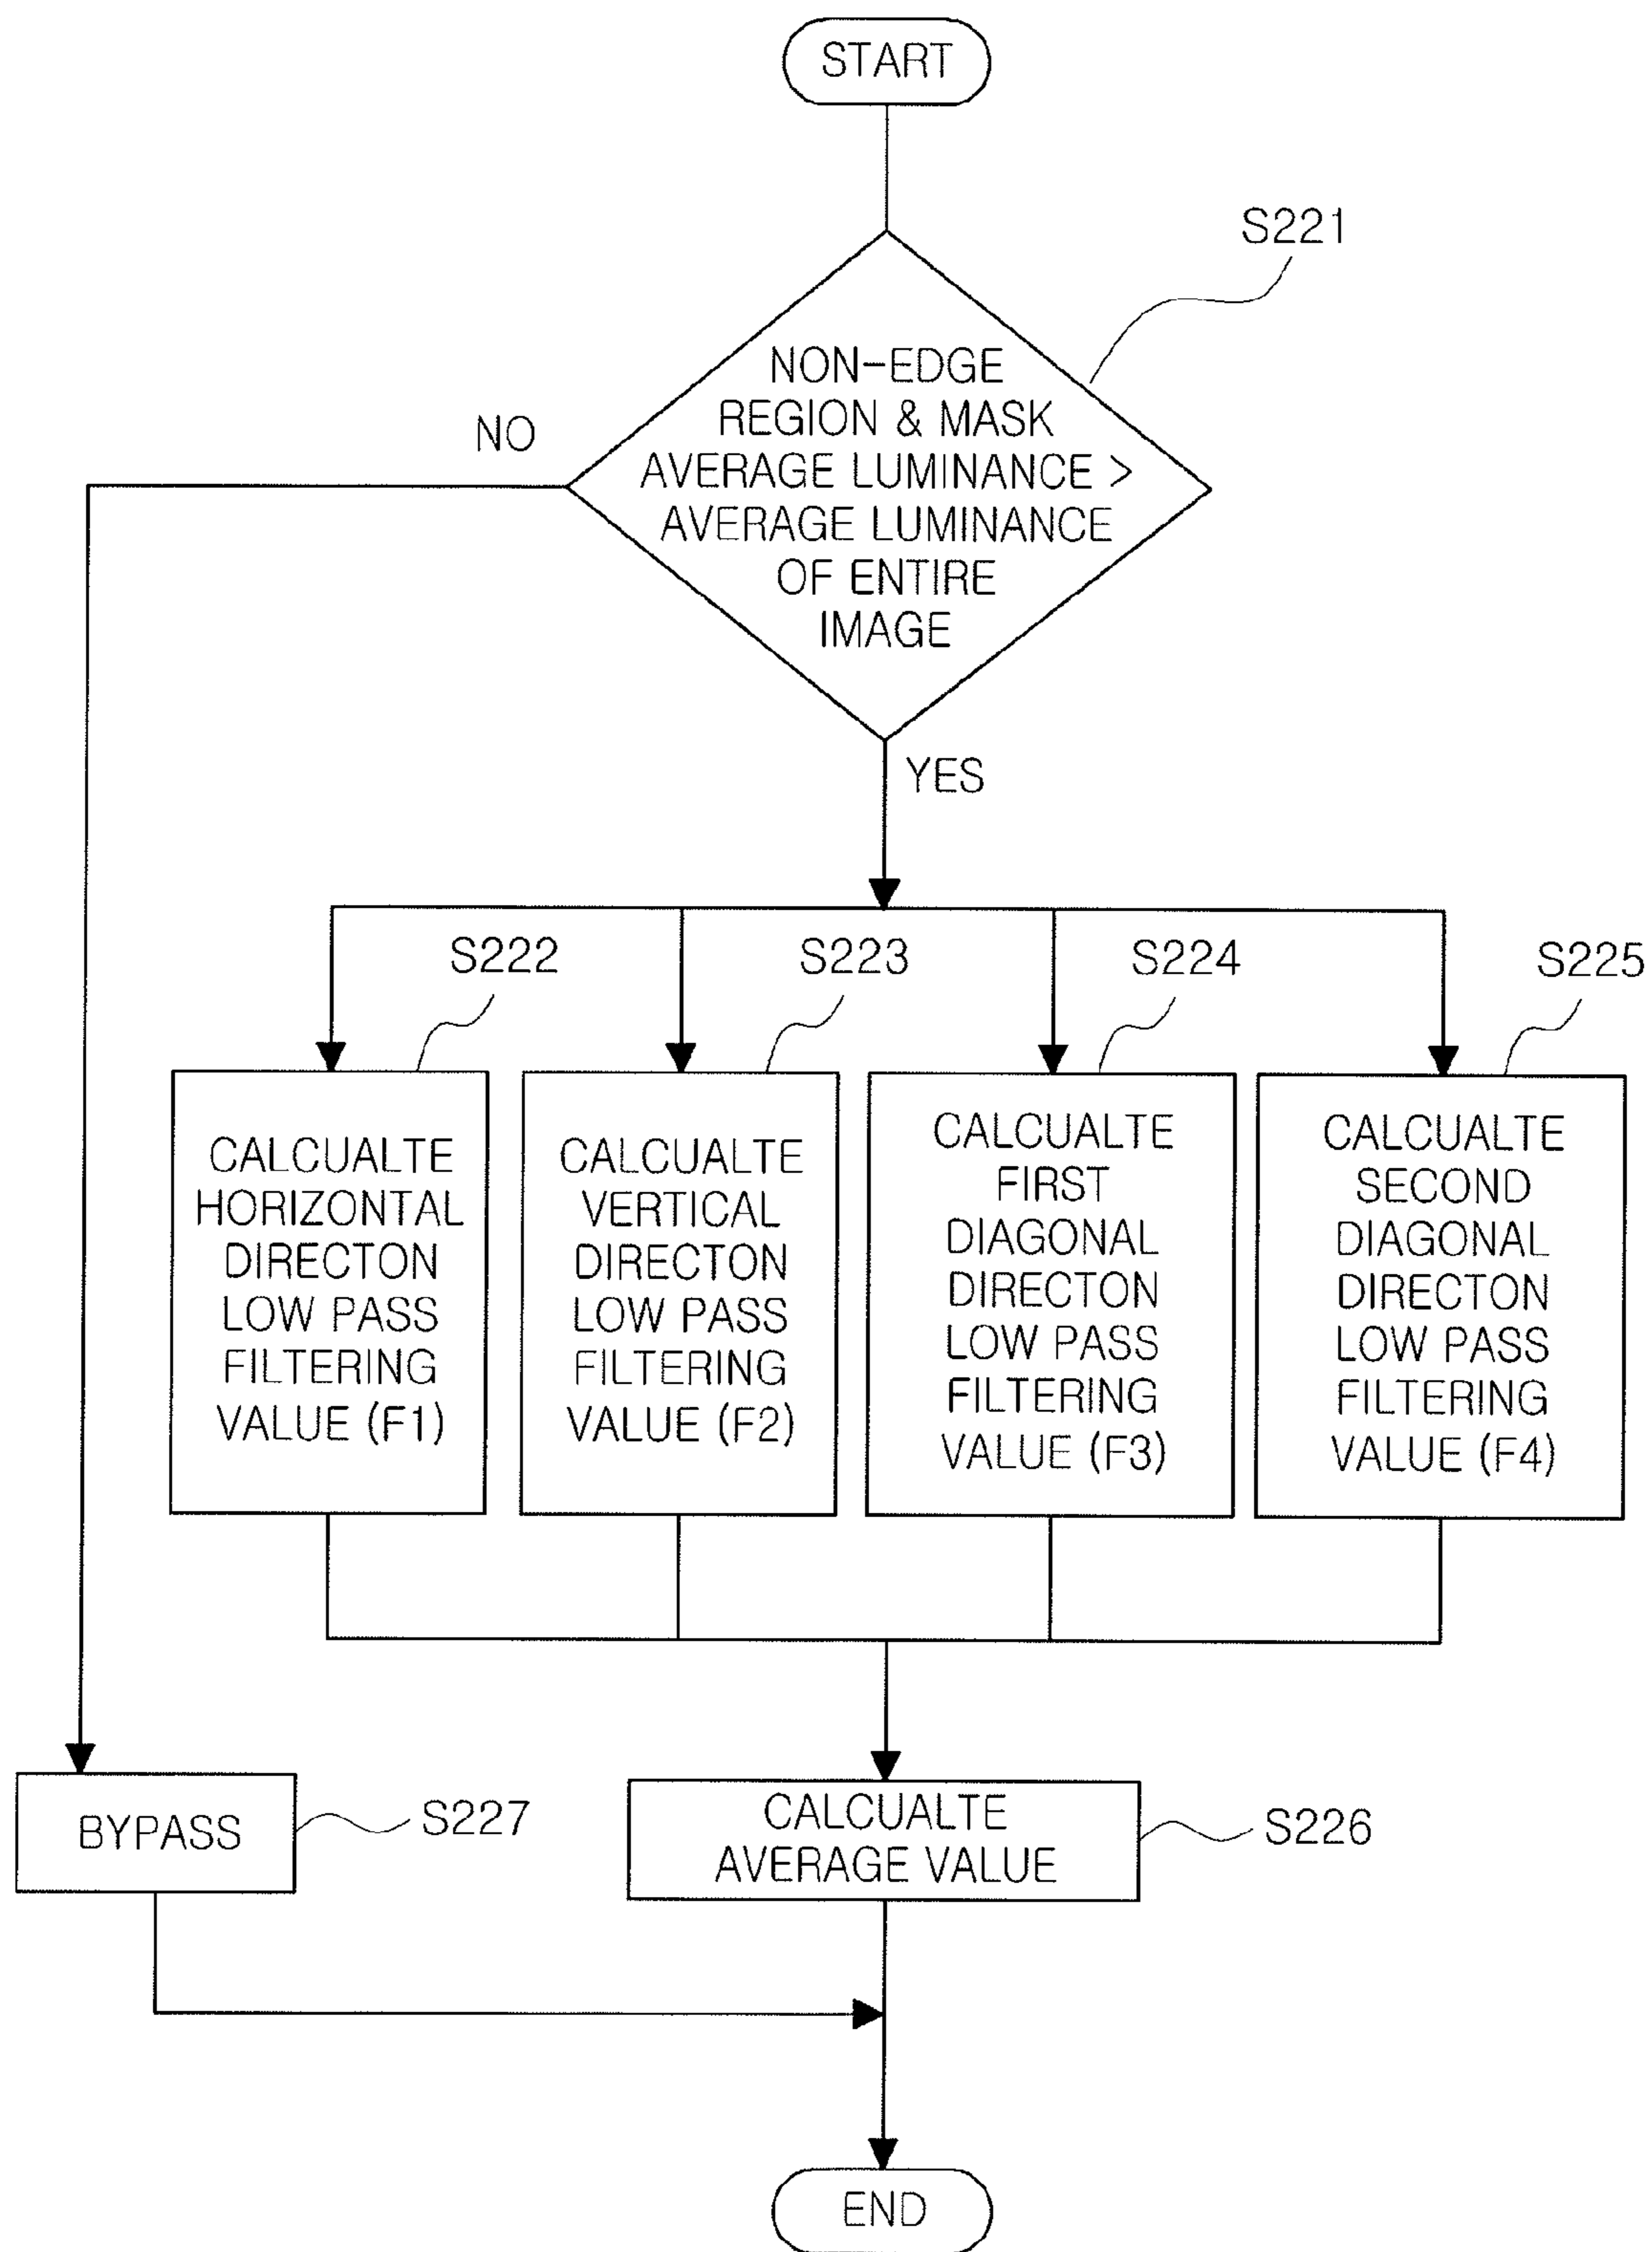 START
S221
NON-EDGE
REGION & MASK
AVERAGE LUMINANCE >
AVERAGE LUMINANCE
OF ENTIRE
IMAGE
NO
YES
S222
S223
S224
S225
CALCUALTE
HORIZONTAL
DIRECTON
LOW PASS
FILTERING
VALUE (F1)
CALCUALTE
VERTICAL
DIRECTON
LOW PASS
FILTERING
VALUE (F2)
CALCUALTE
FIRST
DIAGONAL
DIRECTON
LOW PASS
FILTERING
VALUE (F3)
CALCUALTE
SECOND
DIAGONAL
DIRECTON
LOW PASS
FILTERING
VALUE (F4)
BYPASS
S227
CALCUALTE
AVERAGE VALUE
S226
END